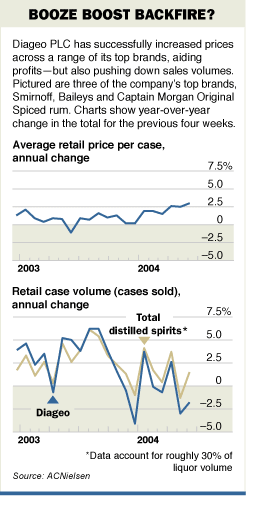 BOOZE BOOST BACKFIRE?
Diageo PLC has successfully increased prices
across a range of its top brands, aiding
profits—but also pushing down sales volumes.
Pictured are three of the company's top brands,
Smirnoff, Baileys and Captain Morgan Original
Spiced rum. Charts show year-over-year
change in the total for the previous four weeks.
Average retail price per case,
annual change
7.5%
5.0
2.5
0
–2.5
–5.0
2003 2004
Retail case volume (cases sold),
annual change
7.5%
Total
distilled spirits*
5.0
2.5
0
–2.5
Diageo
–5.0
2003 2004
*Data account for roughly 30% of
liquor volume
Source: ACNielsen